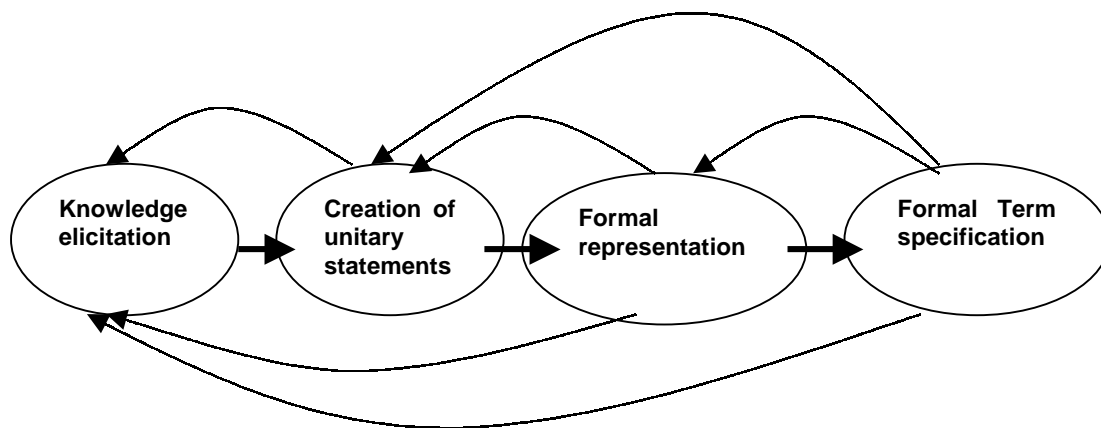 Knowledge
elicitation
Creation of
unitary
statements
Formal
representation
Formal Term
specification